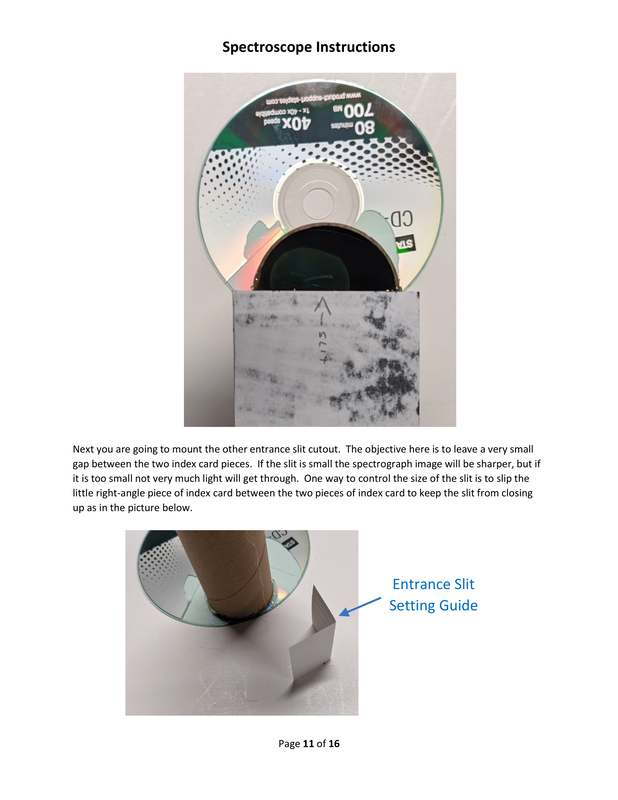 Spectroscope Instructions
www.product-support-staples.com
1x - 40x compatible
40x speed
700 MB
80 minutes
CD-
STA
SLIT
Next you are going to mount the other entrance slit cutout. The objective here is to leave a very small
gap between the two index card pieces. If the slit is small the spectrograph image will be sharper, but if
it is too small not very much light will get through. One way to control the size of the slit is to slip the
little right-angle piece of index card between the two pieces of index card to keep the slit from closing
up as in the picture below.
Entrance Slit
Setting Guide
Page 11 of 16